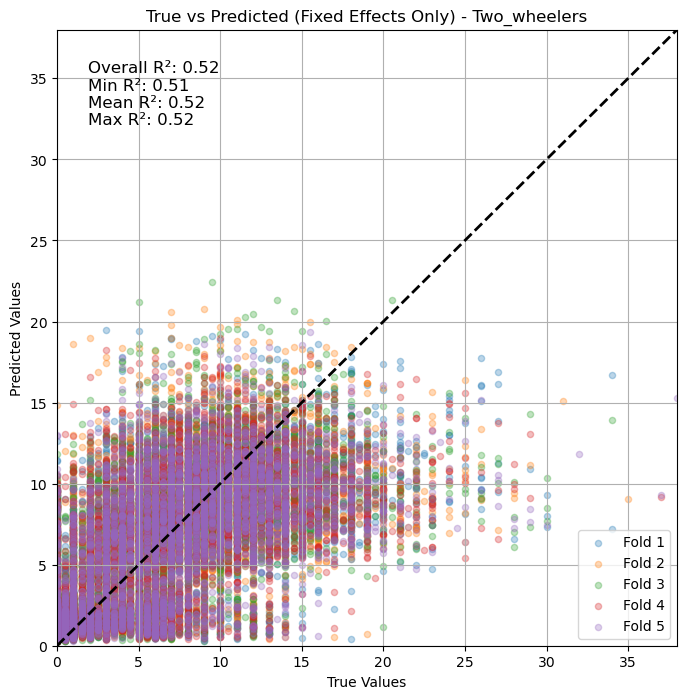 True vs Predicted (Fixed Effects Only) - Two_wheelers
Overall R²: 0.52
Min R²: 0.51
Mean R²: 0.52
Max R²: 0.52
Predicted Values
35
30
25
20
15
10
5
0
Fold 1
Fold 2
Fold 3
Fold 4
Fold 5
0 5 10 15 20 25 30 35
True Values